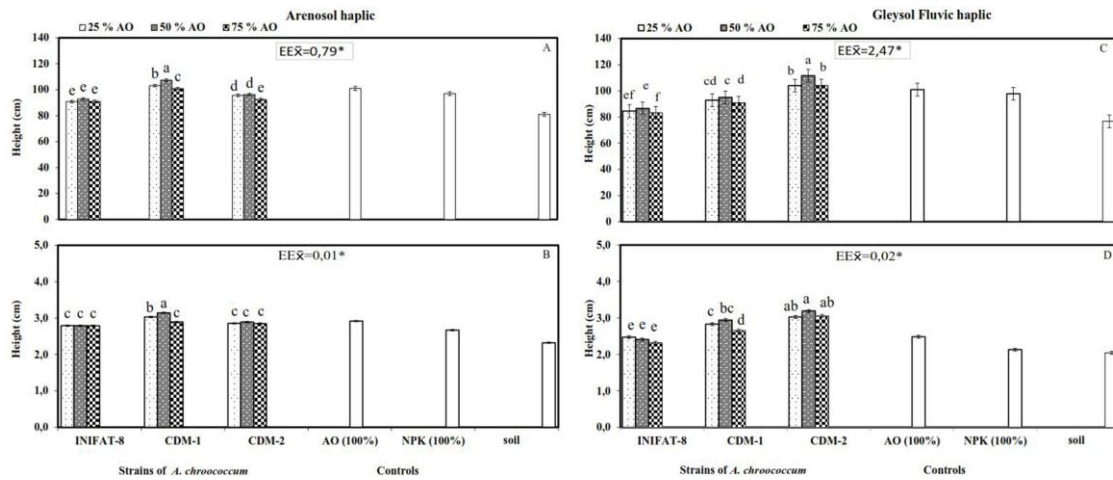 Arenosol haplic
25 % AO 50 % AO 75 % AO
EEx̄=0,79*
A
Height (cm)
140
120
100
80
60
40
20
0
e e e
b a c
d d e
EEx̄=0,01*
B
Height (cm)
5,0
4,0
3,0
2,0
1,0
0,0
c c c
b a c
c c c
INIFAT-8 CDM-1 CDM-2 AO (100%) NPK (100%) soil
Strains of A. chroococcum Controls
Gleysol Fluvic haplic
25 % AO 50 % AO 75 % AO
EEx̄=2,47*
C
Height (cm)
140
120
100
80
60
40
20
0
ef e f
cd c d
b a b
EEx̄=0,02*
D
Height (cm)
5,0
4,0
3,0
2,0
1,0
0,0
e e e
c bc d
ab a ab
INIFAT-8 CDM-1 CDM-2 AO (100%) NPK (100%) soil
Strains of A. chroococcum Controls